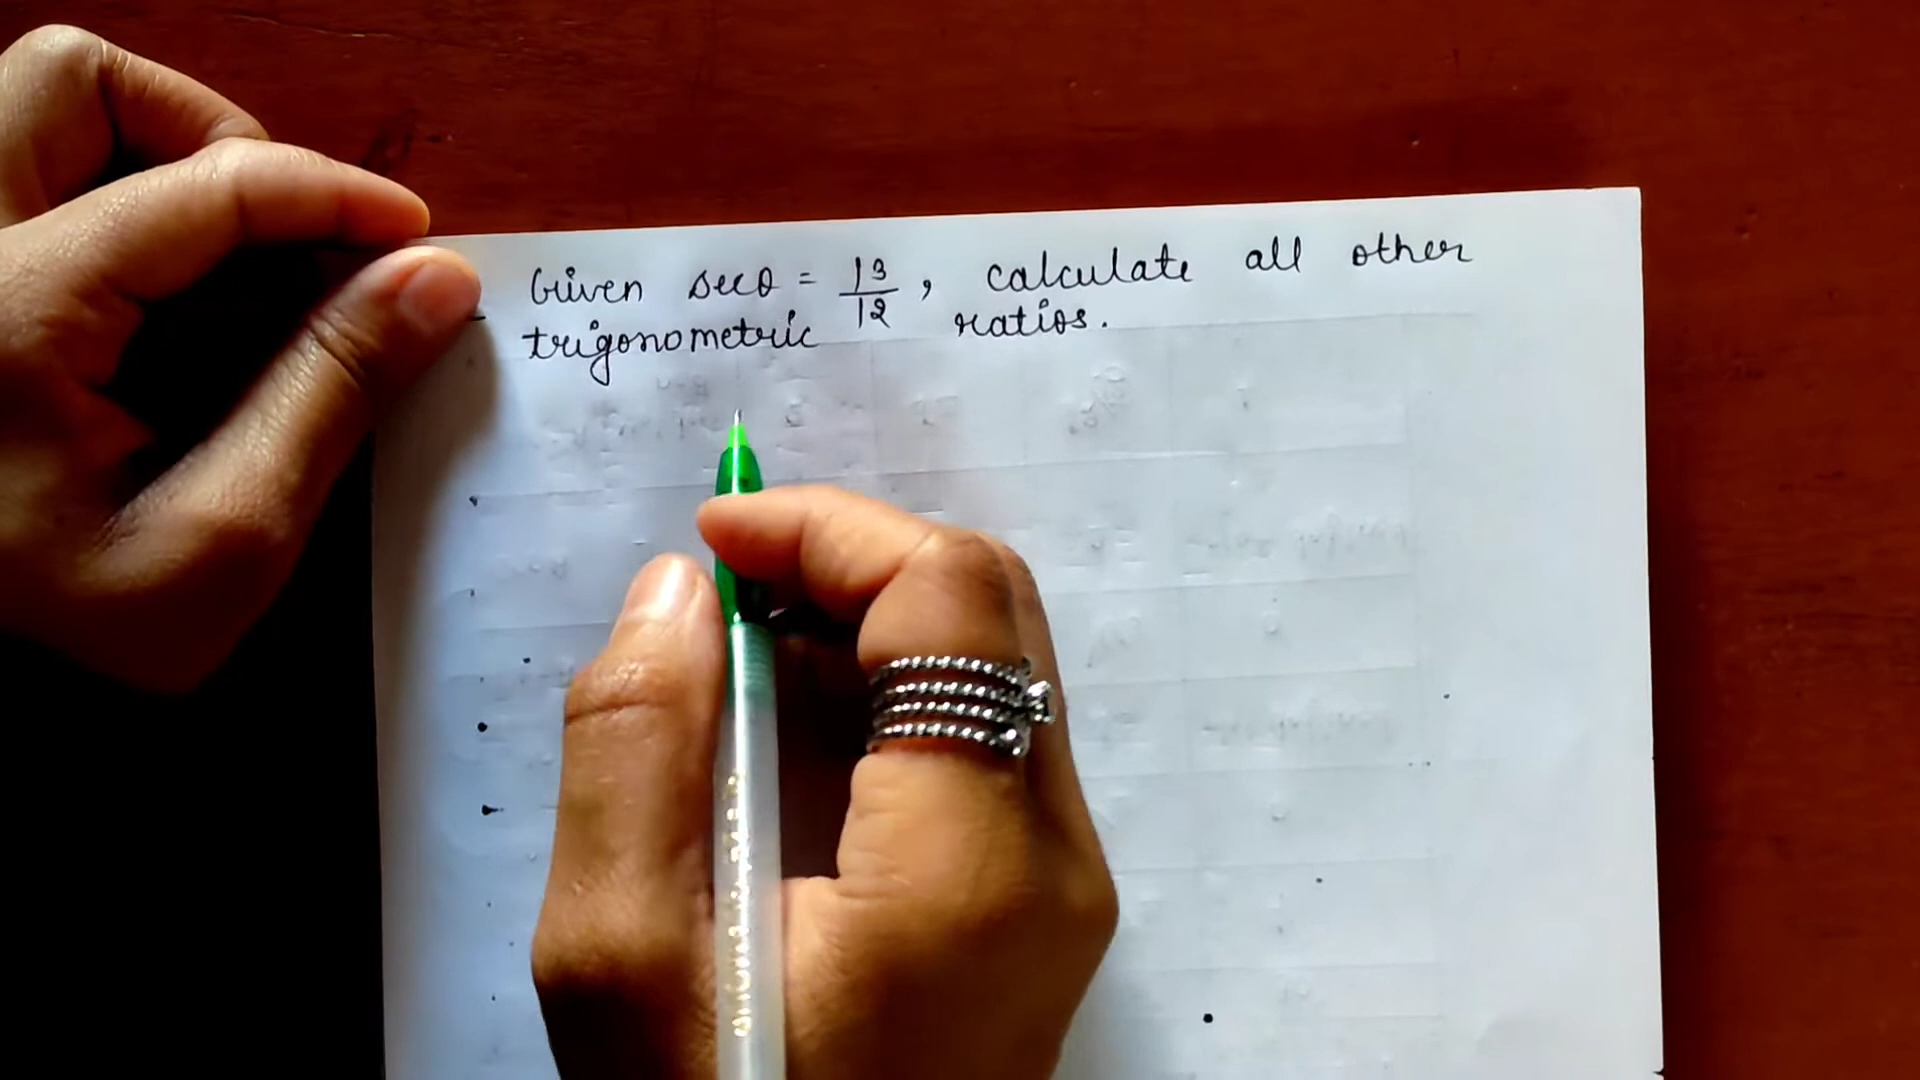 Given secθ = 13/12, calculate all other
trigonometric ratios.